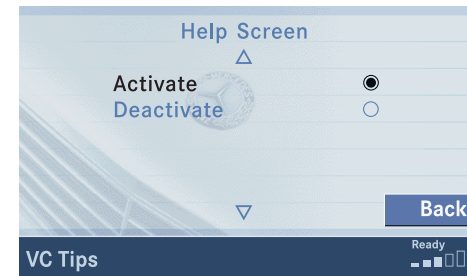 Help Screen
Activate
Deactivate
Back
VC Tips
Ready